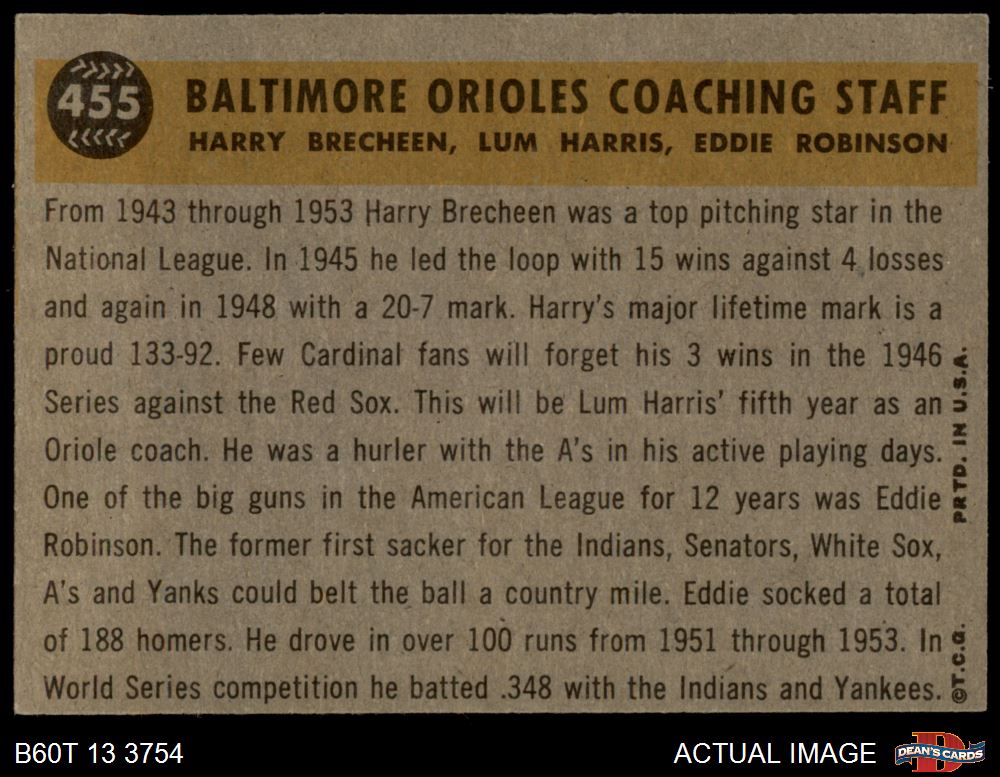 455
BALTIMORE ORIOLES COACHING STAFF
HARRY BRECHEEN, LUM HARRIS, EDDIE ROBINSON
From 1943 through 1953 Harry Brecheen was a top pitching star in the
National League. In 1945 he led the loop with 15 wins against 4 losses
and again in 1948 with a 20-7 mark. Harry's major lifetime mark is a
proud 133-92. Few Cardinal fans will forget his 3 wins in the 1946
Series against the Red Sox. This will be Lum Harris' fifth year as an
Oriole coach. He was a hurler with the A's in his active playing days.
One of the big guns in the American League for 12 years was Eddie
Robinson. The former first sacker for the Indians, Senators, White Sox,
A's and Yanks could belt the ball a country mile. Eddie socked a total
of 188 homers. He drove in over 100 runs from 1951 through 1953. In
World Series competition he batted .348 with the Indians and Yankees.
©T.C.G. PRTD. IN U.S.A.
B60T 13 3754
ACTUAL IMAGE
DEAN'S CARDS